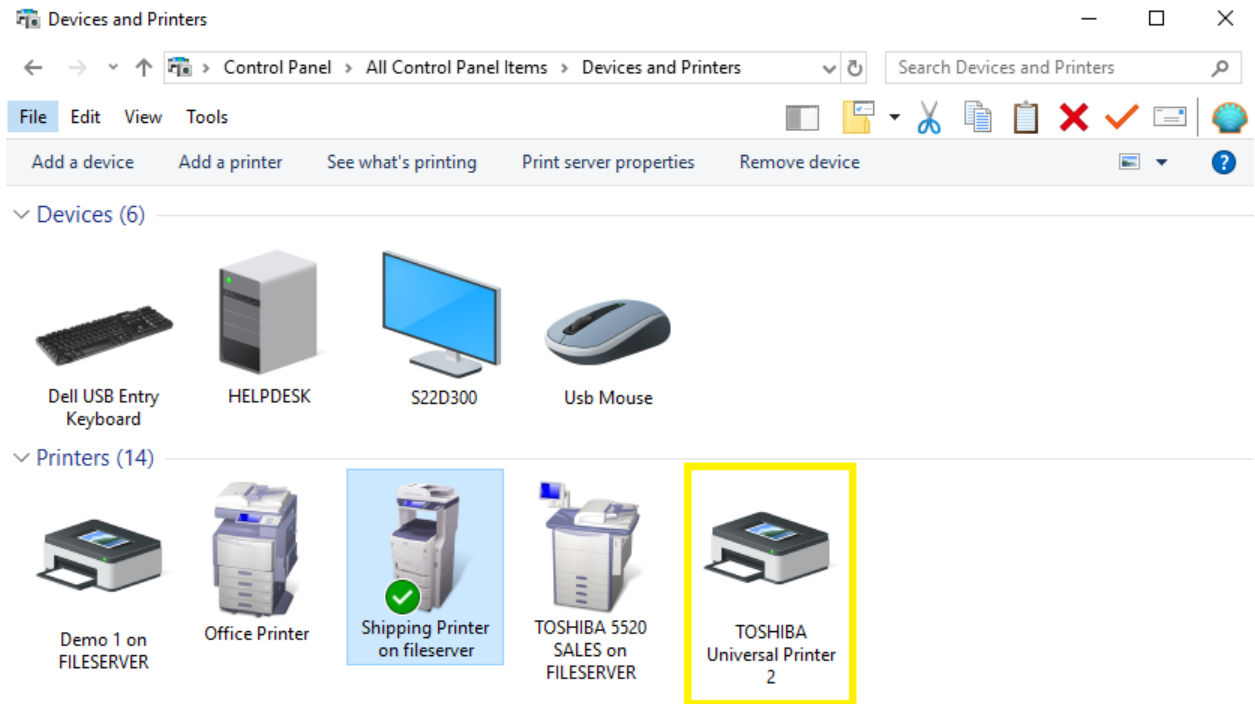 Devices and Printers
Control Panel > All Control Panel Items > Devices and Printers
Search Devices and Printers
File Edit View Tools
Add a device Add a printer See what's printing Print server properties Remove device
?
Devices (6)
Dell USB Entry
Keyboard
HELPDESK
S22D300
Usb Mouse
Printers (14)
Demo 1 on
FILESERVER
Office Printer
Shipping Printer
on fileserver
TOSHIBA 5520
SALES on
FILESERVER
TOSHIBA
Universal Printer
2